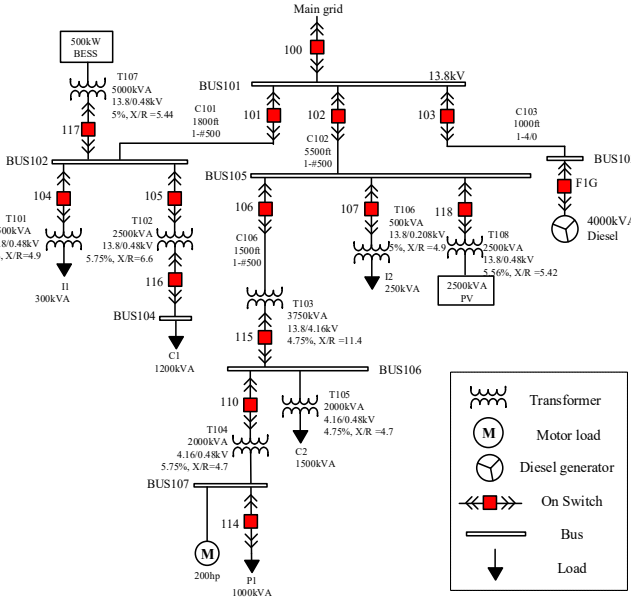 Main grid
100
13.8kV
BUS101
500kW
BESS
T107
5000kVA
13.8/0.48kV
5%, X/R =5.44
117
C101
1800ft
1-#500
101
102
C102
5500ft
1-#500
103
C103
1000ft
1-4/0
BUS102
BUS105
F1G
4000kVA
Diesel
104
105
T102
2500kVA
13.8/0.48kV
5.75%, X/R=6.6
T101
X/R =4.9
I1
300kVA
116
BUS104
C1
1200kVA
106
C106
1500ft
1-#500
107
T106
500kVA
13.8/0.208kV
5%, X/R =4.9
I2
250kVA
118
T108
2500kVA
13.8/0.48kV
5.56%, X/R =5.42
2500kVA
PV
T103
3750kVA
13.8/4.16kV
4.75%, X/R =11.4
115
BUS106
110
T104
2000kVA
4.16/0.48kV
5.75%, X/R=4.7
T105
2000kVA
4.16/0.48kV
4.75%, X/R =4.7
C2
1500kVA
BUS107
114
M
200hp
P1
1000kVA
Transformer
M
Motor load
Diesel generator
On Switch
Bus
Load